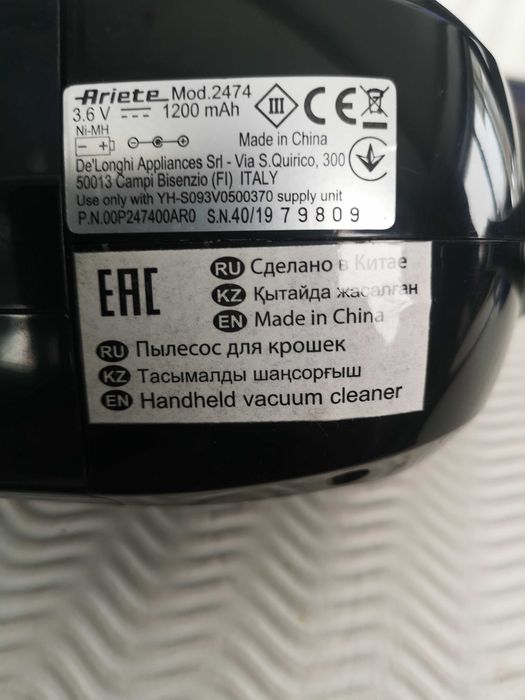 Ariete Mod.2474
3.6 V 1200 mAh
Ni-MH
Made in China
De'Longhi Appliances Srl - Via S.Quirico, 300
50013 Campi Bisenzio (FI) ITALY
Use only with YH-S093V0500370 supply unit
P.N.00P247400AR0 S.N.40/19 79809
III
CE
EAC
RU Сделано в Китае
KZ Қытайда жасалған
EN Made in China
RU Пылесос для крошек
KZ Тасымалды шаңсорғыш
EN Handheld vacuum cleaner